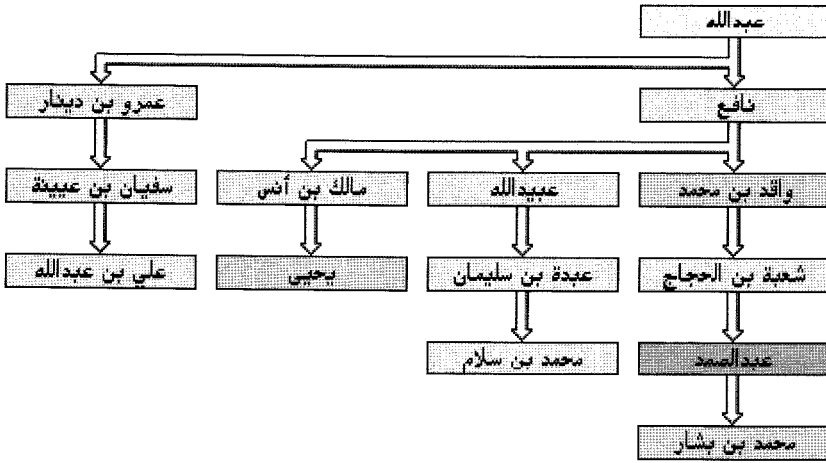 عبدالله
نافع
عمرو بن دينار
واقد بن محمد
عبيدالله
مالك بن أنس
سفيان بن عيينة
شعبة بن الحجاج
عبدة بن سليمان
يحيى
علي بن عبدالله
عبدالصمد
محمد بن سلام
محمد بن بشار